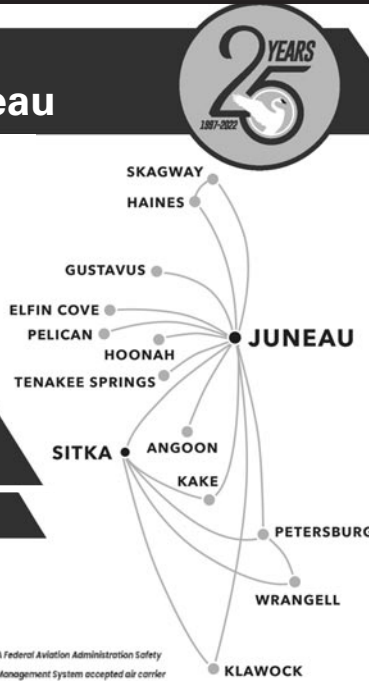 eau
25
YEARS
1997-2022
SKAGWAY
HAINES
GUSTAVUS
ELFIN COVE
PELICAN
JUNEAU
HOONAH
TENAKEE SPRINGS
SITKA
ANGOON
KAKE
PETERSBURG
WRANGELL
KLAWOCK
A Federal Aviation Administration Safety
Management System accepted air carrier